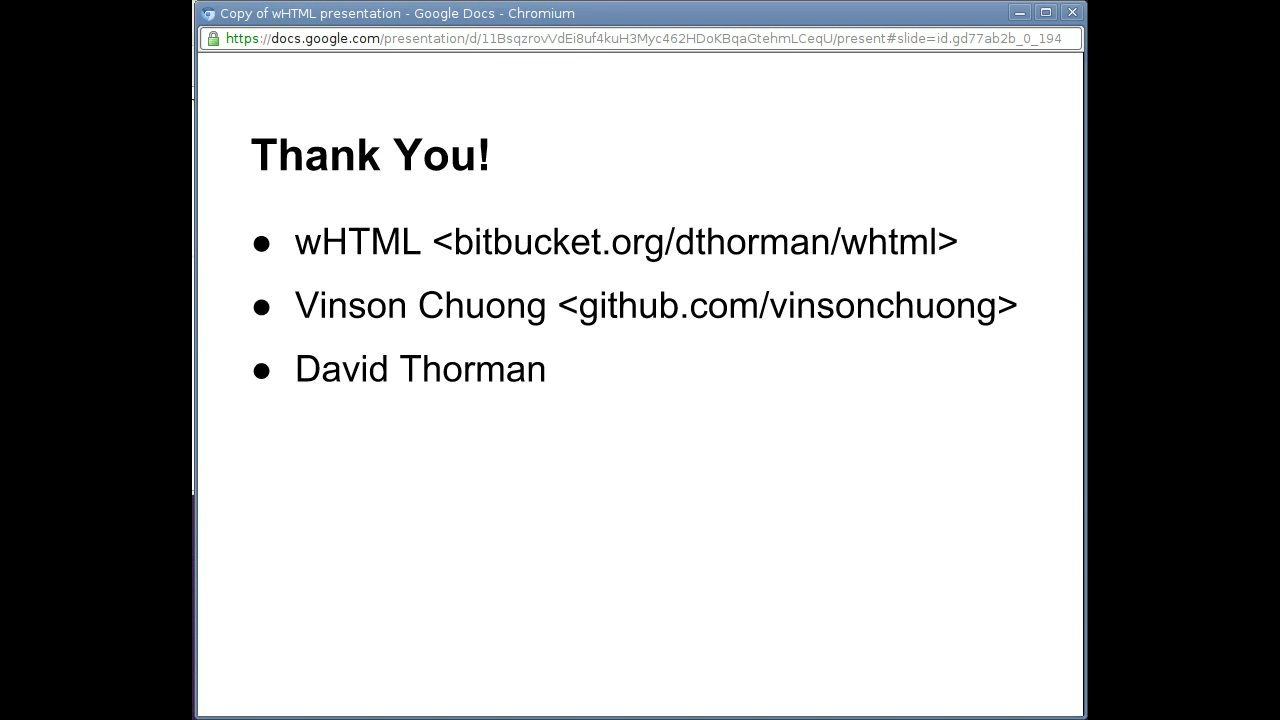 Copy of wHTML presentation - Google Docs - Chromium
https://docs.google.com/presentation/d/11BsqzrovVdEi8uf4kuH3Myc462HDoKBqaGtehmLCeqU/present#slide=id.gd77ab2b_0_194
Thank You!
● wHTML <bitbucket.org/dthorman/whtml>
● Vinson Chuong <github.com/vinsonchuong>
● David Thorman